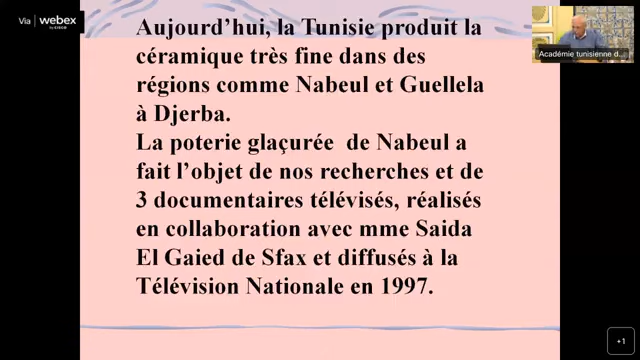 Via webex
by CISCO
Académie tunisienne d...
Aujourd’hui, la Tunisie produit la
céramique très fine dans des
régions comme Nabeul et Guellela
à Djerba.
La poterie glaçurée de Nabeul a
fait l’objet de nos recherches et de
3 documentaires télévisés, réalisés
en collaboration avec mme Saida
El Gaied de Sfax et diffusés à la
Télévision Nationale en 1997.
+1